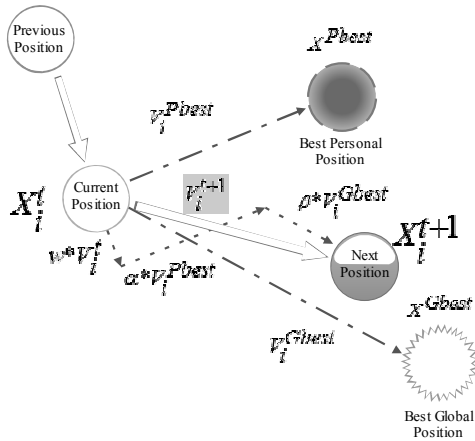 Previous
Position
X^Pbest
V_i^Pbest
Best Personal
Position
Current
Position
X_i^t
V_i^t+1
ρ*V_i^Gbest
X_i^t+1
w*V_i^t
α*V_i^Pbest
Next
Position
X^Gbest
V_i^Gbest
Best Global
Position